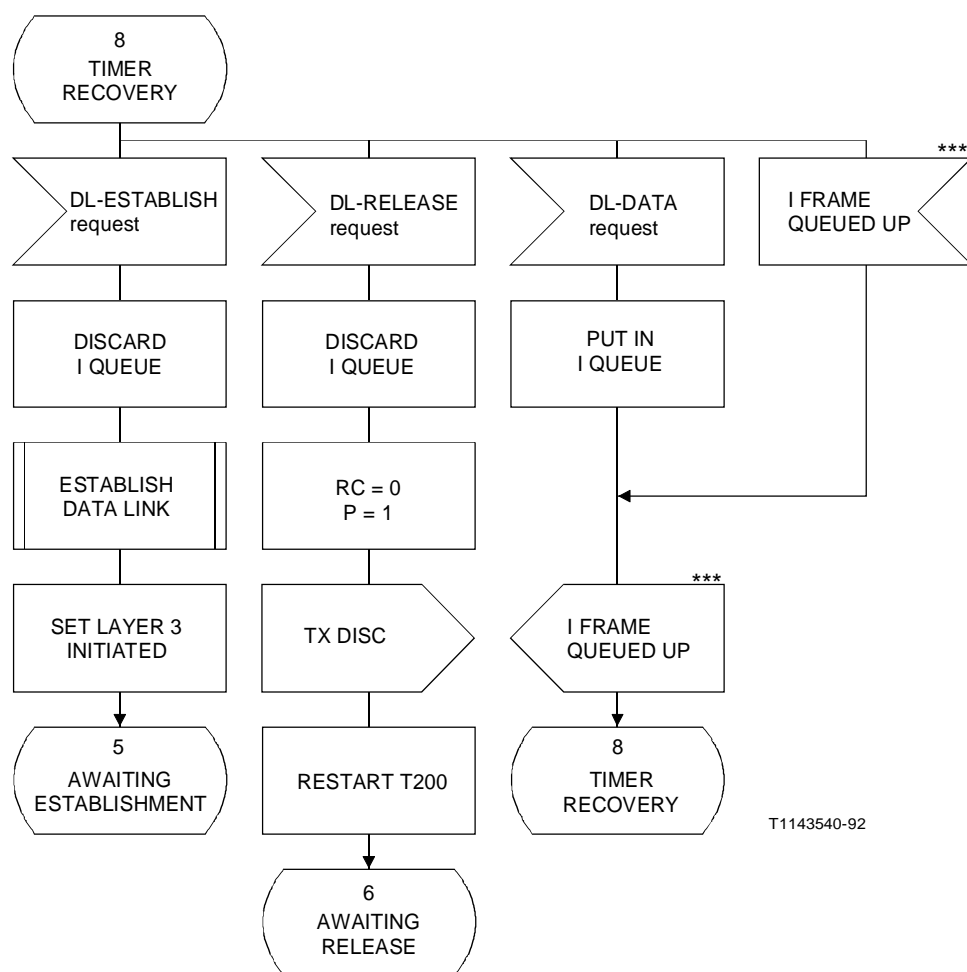 8
TIMER
RECOVERY
***
DL-ESTABLISH
request
DL-RELEASE
request
DL-DATA
request
I FRAME
QUEUED UP
DISCARD
I QUEUE
DISCARD
I QUEUE
PUT IN
I QUEUE
ESTABLISH
DATA LINK
RC = 0
P = 1
***
SET LAYER 3
INITIATED
TX DISC
I FRAME
QUEUED UP
5
AWAITING
ESTABLISHMENT
RESTART T200
8
TIMER
RECOVERY
T1143540-92
6
AWAITING
RELEASE